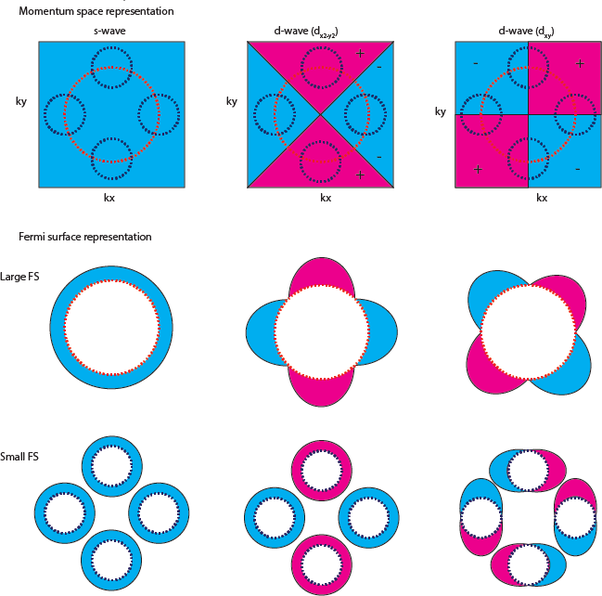 Momentum space representation
s-wave
d-wave (dx2-y2)
d-wave (dxy)
+
-
-
+
-
+
+
-
ky
ky
ky
kx
kx
kx
Fermi surface representation
Large FS
Small FS